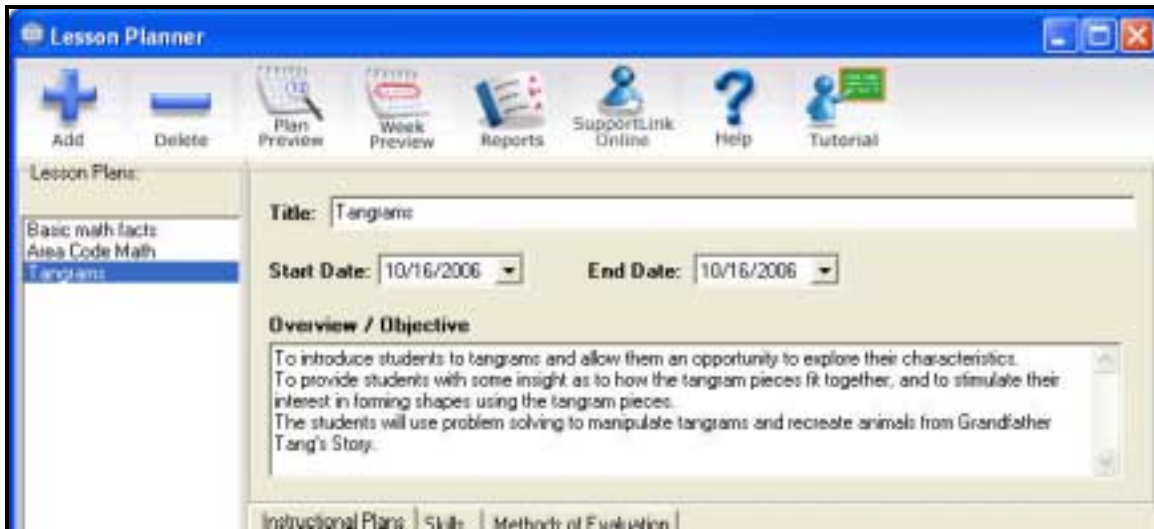 Lesson Planner
Add
Delete
Plan
Preview
Week
Preview
Reports
SupportLink
Online
Help
Tutorial
Lesson Plans:
Basic math facts
Area Code Math
Tangrams
Title: Tangrams
Start Date: 10/16/2006 End Date: 10/16/2006
Overview / Objective
To introduce students to tangrams and allow them an opportunity to explore their characteristics.
To provide students with some insight as to how the tangram pieces fit together, and to stimulate their
interest in forming shapes using the tangram pieces.
The students will use problem solving to manipulate tangrams and recreate animals from Grandfather
Tang's Story.
Instructional Plans Skills Methods of Evaluation